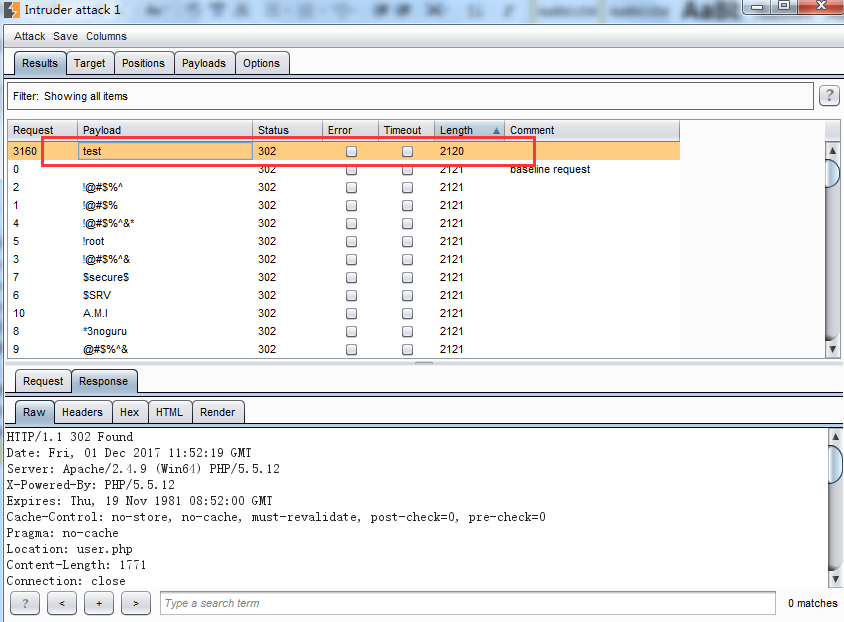 Intruder attack 1
Attack Save Columns
Results Target Positions Payloads Options
Filter: Showing all items ?
Request Payload Status Error Timeout Length Comment
3160 test 302 2120
0 302 2121 baseline request
2 !@#$%^ 302 2121
1 !@#$% 302 2121
4 !@#$%^&* 302 2121
5 !root 302 2121
3 !@#$%^& 302 2121
7 $secure$ 302 2121
6 $SRV 302 2121
10 A.M.I 302 2121
8 *3noguru 302 2121
9 @#$%^& 302 2121
Request Response
Raw Headers Hex HTML Render
HTTP/1.1 302 Found
Date: Fri, 01 Dec 2017 11:52:19 GMT
Server: Apache/2.4.9 (Win64) PHP/5.5.12
X-Powered-By: PHP/5.5.12
Expires: Thu, 19 Nov 1981 08:52:00 GMT
Cache-Control: no-store, no-cache, must-revalidate, post-check=0, pre-check=0
Pragma: no-cache
Location: user.php
Content-Length: 1771
Connection: close
? < + > Type a search term 0 matches